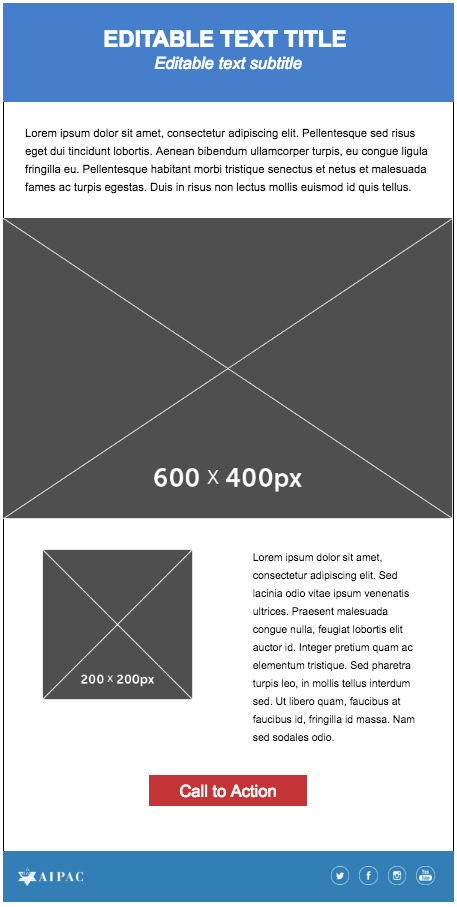 EDITABLE TEXT TITLE
Editable text subtitle
Lorem ipsum dolor sit amet, consectetur adipiscing elit. Pellentesque sed risus
eget dui tincidunt lobortis. Aenean bibendum ullamcorper turpis, eu congue ligula
fringilla eu. Pellentesque habitant morbi tristique senectus et netus et malesuada
fames ac turpis egestas. Duis in risus non lectus mollis euismod id quis tellus.
600 X 400px
200 X 200px
Lorem ipsum dolor sit amet,
consectetur adipiscing elit. Sed
lacinia odio vitae ipsum venenatis
ultrices. Praesent malesuada
congue nulla, feugiat lobortis elit
auctor id. Integer pretium quam ac
elementum tristique. Sed pharetra
turpis leo, in mollis tellus interdum
sed. Ut libero quam, faucibus at
faucibus id, fringilla id massa. Nam
sed sodales odio.
Call to Action
AIPAC
You Tube